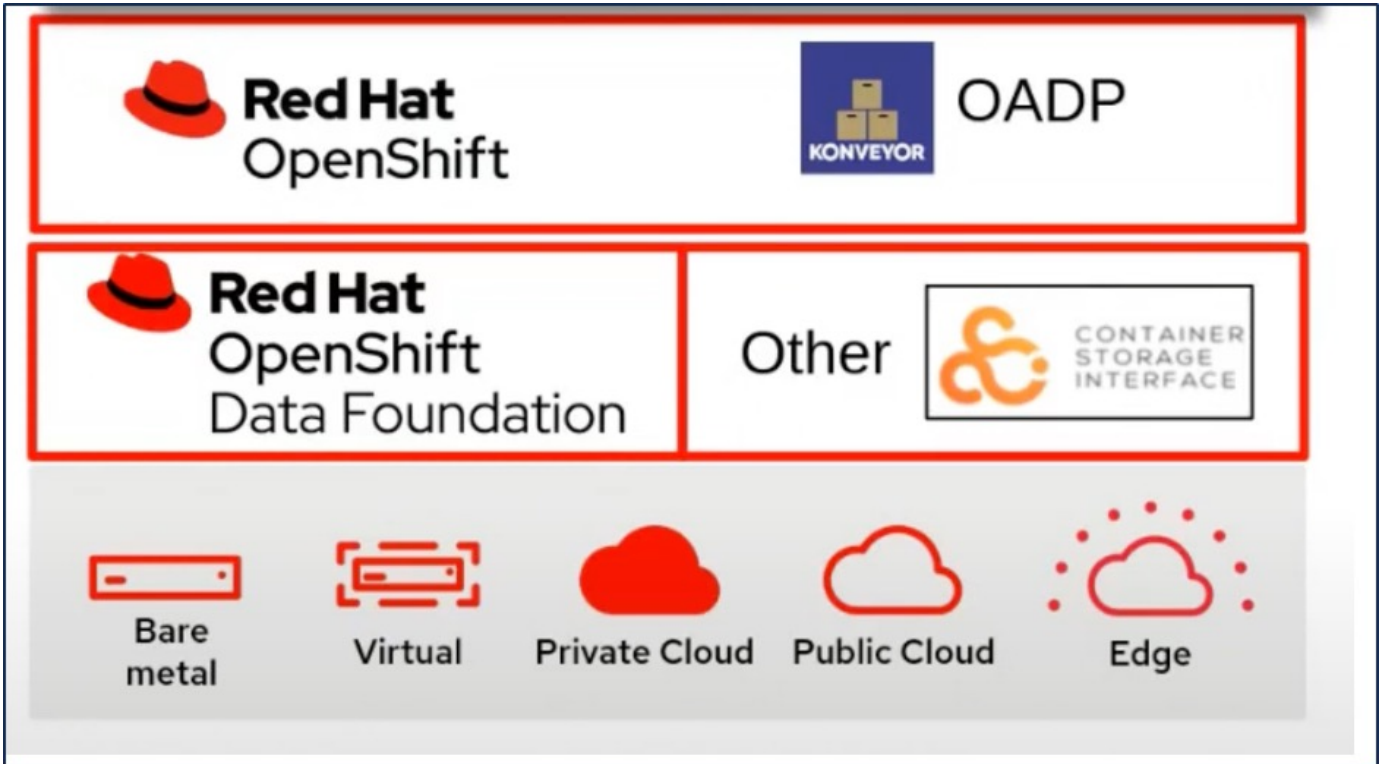 Red Hat
OpenShift
KONVEYOR
OADP
Red Hat
OpenShift
Data Foundation
Other
CONTAINER
STORAGE
INTERFACE
Bare
metal
Virtual
Private Cloud
Public Cloud
Edge